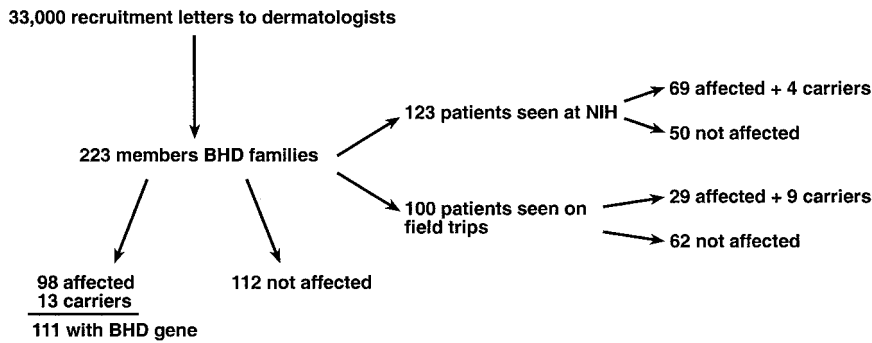 33,000 recruitment letters to dermatologists
223 members BHD families
123 patients seen at NIH
69 affected + 4 carriers
50 not affected
100 patients seen on
field trips
29 affected + 9 carriers
62 not affected
98 affected
13 carriers
111 with BHD gene
112 not affected